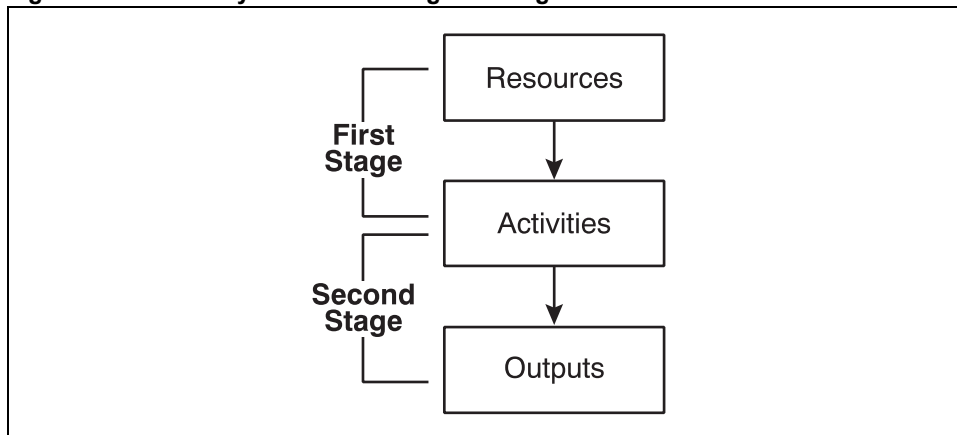 Resources
First
Stage
Activities
Second
Stage
Outputs